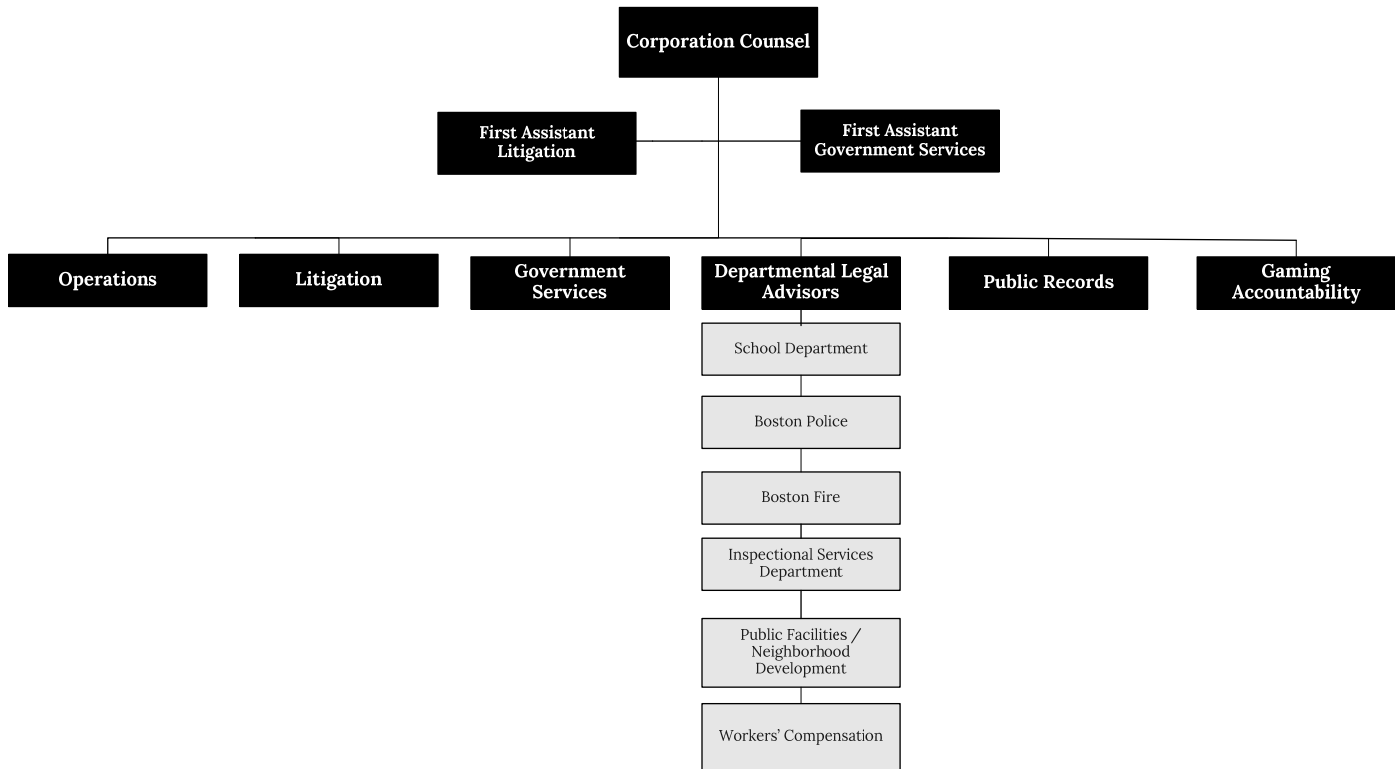 Corporation Counsel
First Assistant
Litigation
First Assistant
Government Services
Operations
Litigation
Government
Services
Departmental Legal
Advisors
Public Records
Gaming
Accountability
School Department
Boston Police
Boston Fire
Inspectional Services
Department
Public Facilities /
Neighborhood
Development
Workers’ Compensation